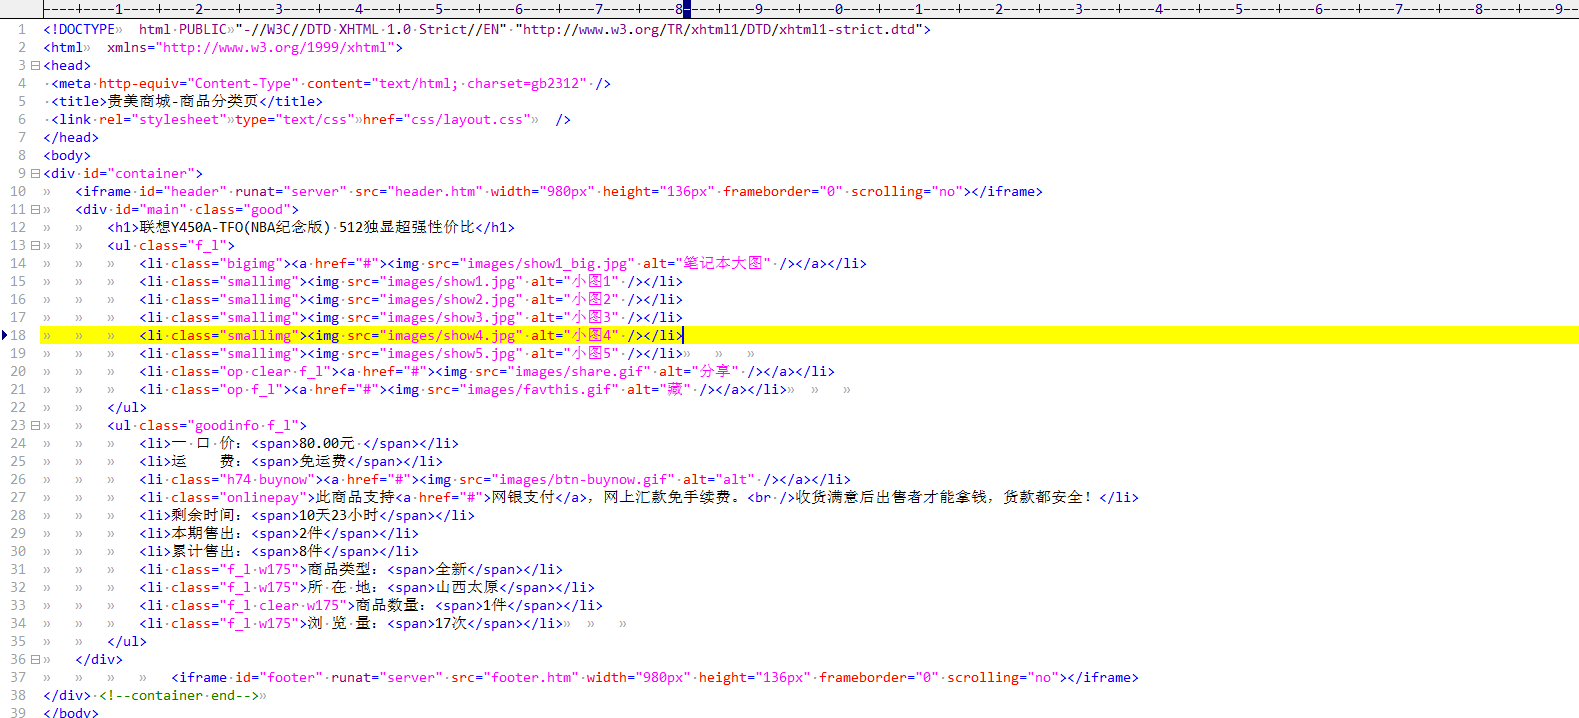 ----+----1----+----2----+----3----+----4----+----5----+----6----+----7----+----8----+----9----+----0----+----1----+----2----+----3----+----4----+----5----+----6----+----7----+----8----+----9--
1 <!DOCTYPE»  html·PUBLIC»"-//W3C//DTD·XHTML·1.0·Strict//EN"·"http://www.w3.org/TR/xhtml1/DTD/xhtml1-strict.dtd">
2 <html»  xmlns="http://www.w3.org/1999/xhtml">
3 <head>
4 ·<meta·http-equiv="Content-Type"·content="text/html;·charset=gb2312"·/>
5 ·<title>贵美商城-商品分类页</title>
6 ·<link·rel="stylesheet"»type="text/css"»href="css/layout.css"»  />
7 </head>
8 <body>
9 <div·id="container">
10 »   <iframe·id="header"·runat="server"·src="header.htm"·width="980px"·height="136px"·frameborder="0"·scrolling="no"></iframe>
11 »   <div·id="main"·class="good">
12 »   »   <h1>联想Y450A-TFO(NBA纪念版)·512独显超强性价比</h1>
13 »   »   <ul·class="f_l">
14 »   »   »   <li·class="bigimg"><a·href="#"><img·src="images/show1_big.jpg"·alt="笔记本大图"·/></a></li>
15 »   »   »   <li·class="smallimg"><img·src="images/show1.jpg"·alt="小图1"·/></li>
16 »   »   »   <li·class="smallimg"><img·src="images/show2.jpg"·alt="小图2"·/></li>
17 »   »   »   <li·class="smallimg"><img·src="images/show3.jpg"·alt="小图3"·/></li>
18 »   »   »   <li·class="smallimg"><img·src="images/show4.jpg"·alt="小图4"·/></li>
19 »   »   »   <li·class="smallimg"><img·src="images/show5.jpg"·alt="小图5"·/></li>»   »   »
20 »   »   »   <li·class="op·clear·f_l"><a·href="#"><img·src="images/share.gif"·alt="分享"·/></a></li>
21 »   »   »   <li·class="op·f_l"><a·href="#"><img·src="images/favthis.gif"·alt="藏"·/></a></li>»  »   »
22 »   »   </ul>
23 »   »   <ul·class="goodinfo·f_l">
24 »   »   »   <li>一·口·价：<span>80.00元·</span></li>
25 »   »   »   <li>运    费：<span>免运费</span></li>
26 »   »   »   <li·class="h74·buynow"><a·href="#"><img·src="images/btn-buynow.gif"·alt="alt"·/></a></li>
27 »   »   »   <li·class="onlinepay">此商品支持<a·href="#">网银支付</a>，网上汇款免手续费。<br·/>收货满意后出售者才能拿钱，货款都安全！</li>
28 »   »   »   <li>剩余时间：<span>10天23小时</span></li>
29 »   »   »   <li>本期售出：<span>2件</span></li>
30 »   »   »   <li>累计售出：<span>8件</span></li>
31 »   »   »   <li·class="f_l·w175">商品类型：<span>全新</span></li>
32 »   »   »   <li·class="f_l·w175">所·在·地：<span>山西太原</span></li>
33 »   »   »   <li·class="f_l·clear·w175">商品数量：<span>1件</span></li>
34 »   »   »   <li·class="f_l·w175">浏·览·量：<span>17次</span></li>»  »   »
35 »   »   </ul>
36 »   </div>
37 »   »   »   »   <iframe·id="footer"·runat="server"·src="footer.htm"·width="980px"·height="136px"·frameborder="0"·scrolling="no"></iframe>
38 </div>·<!--container·end-->»
39 </body>